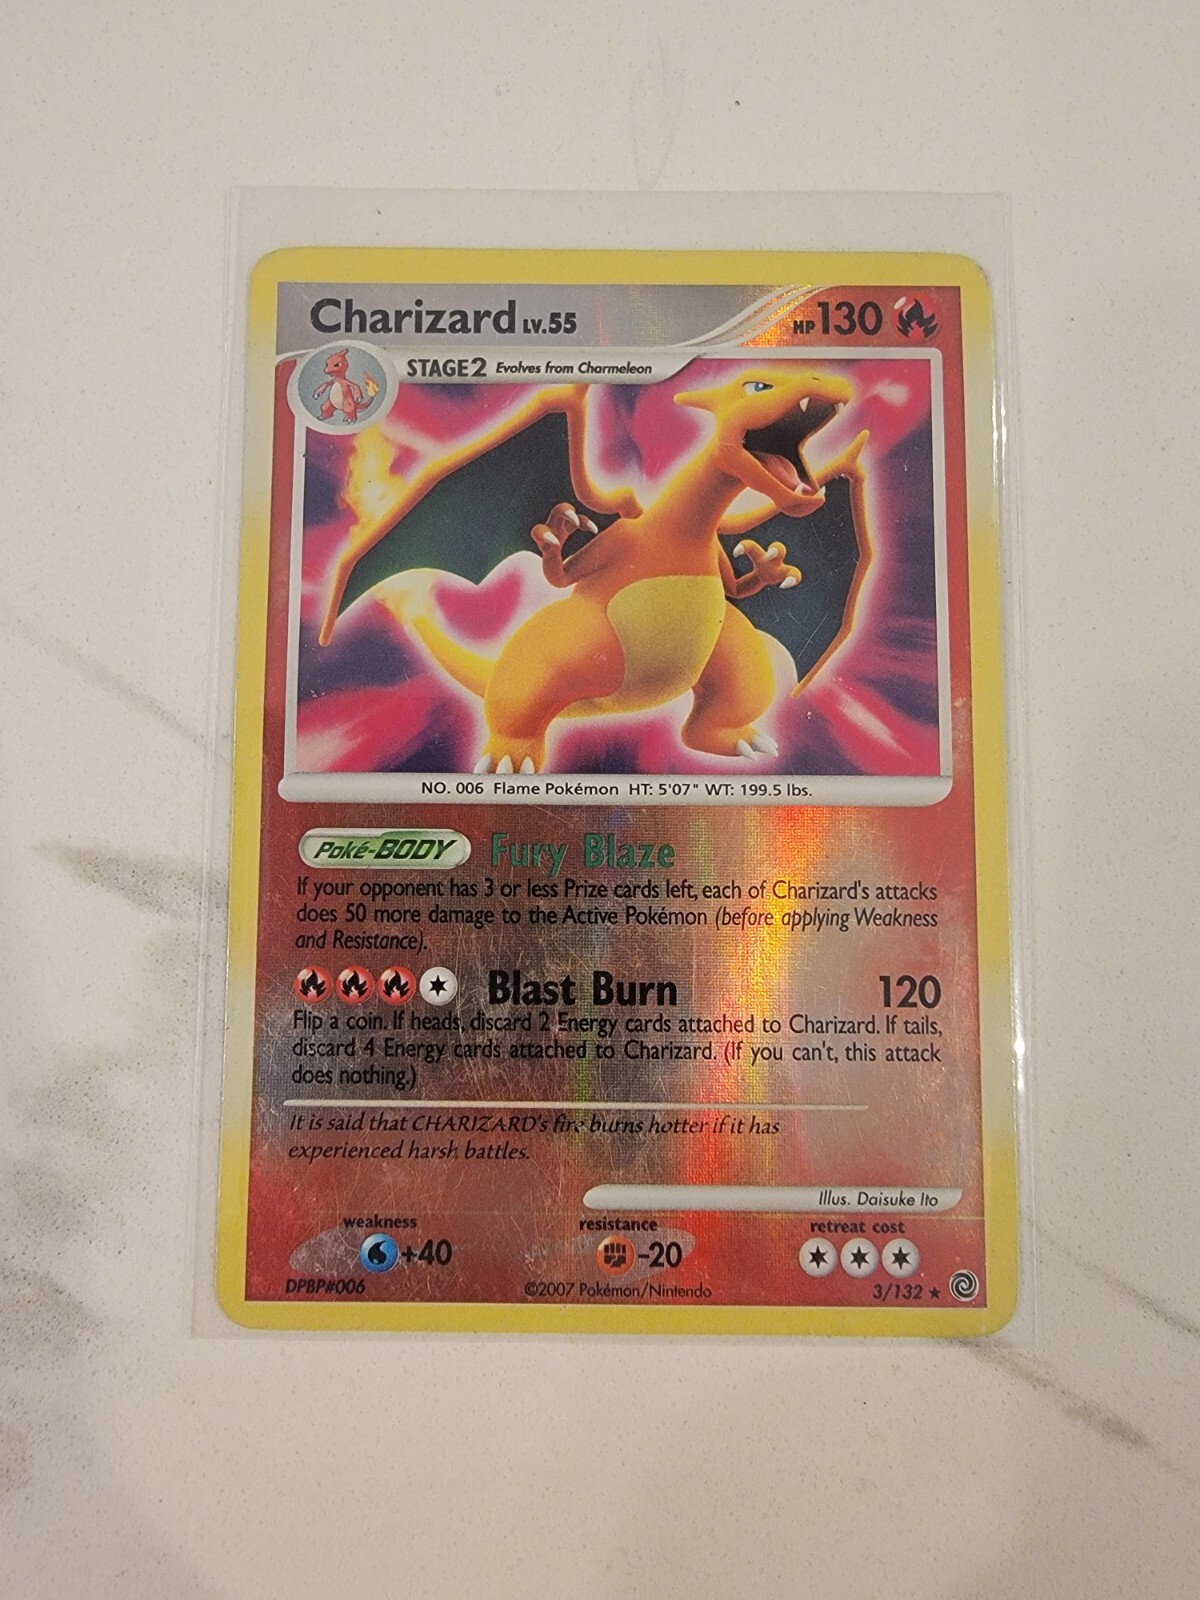 Charizard LV.55 HP 130
STAGE2 Evolves from Charmeleon
NO. 006 Flame Pokémon HT: 5'07" WT: 199.5 lbs.
Poké-BODY Fury Blaze
If your opponent has 3 or less Prize cards left, each of Charizard's attacks
does 50 more damage to the Active Pokémon (before applying Weakness
and Resistance).
Blast Burn 120
Flip a coin. If heads, discard 2 Energy cards attached to Charizard. If tails,
discard 4 Energy cards attached to Charizard. (If you can't, this attack
does nothing.)
It is said that CHARIZARD's fire burns hotter if it has
experienced harsh battles.
Illus. Daisuke Ito
weakness resistance retreat cost
+40 -20
DPBP#006 ©2007 Pokémon/Nintendo 3/132 ★